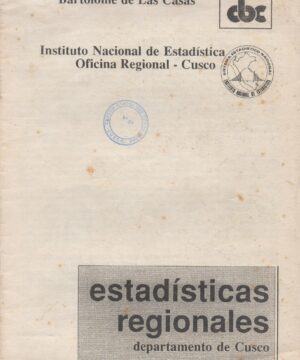 Bartolomé de Las Casas
cbc
Instituto Nacional de Estadística
Oficina Regional - Cusco
estadísticas
regionales
departamento de Cusco